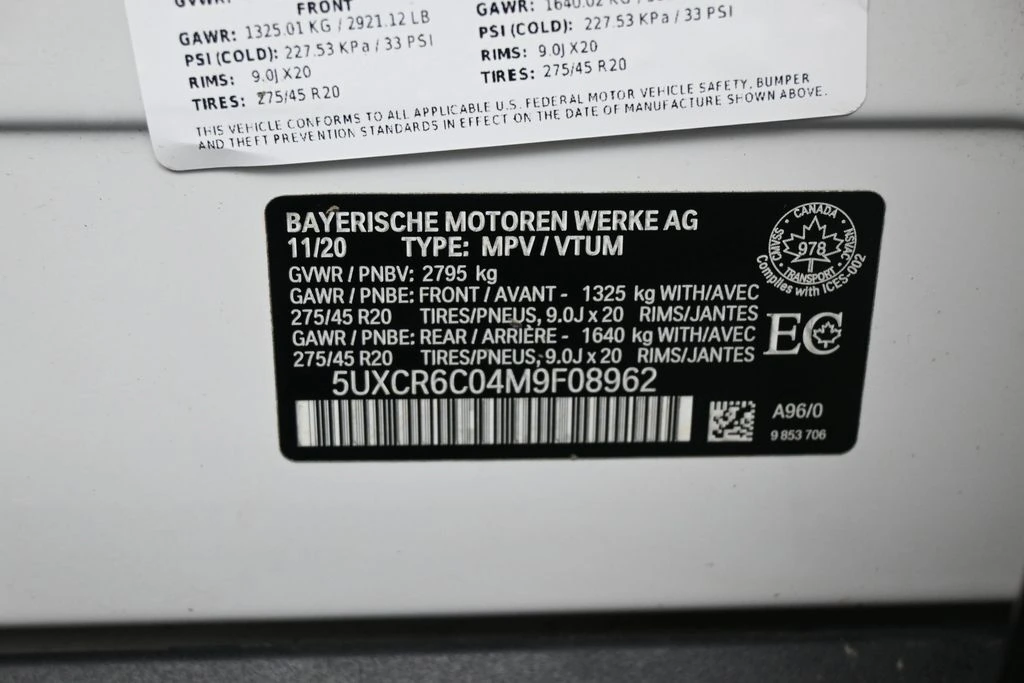 FRONT
GAWR: 1325.01 KG / 2921.12 LB
PSI (COLD): 227.53 KPa / 33 PSI
RIMS: 9.0J X20
TIRES: 275/45 R20
GAWR:
PSI (COLD): 227.53 KPa / 33 PSI
RIMS: 9.0J X20
TIRES: 275/45 R20
THIS VEHICLE CONFORMS TO ALL APPLICABLE U.S. FEDERAL MOTOR VEHICLE SAFETY, BUMPER
AND THEFT PREVENTION STANDARDS IN EFFECT ON THE DATE OF MANUFACTURE SHOWN ABOVE.
BAYERISCHE MOTOREN WERKE AG
11/20 TYPE: MPV / VTUM
GVWR / PNBV: 2795 kg
GAWR / PNBE: FRONT / AVANT - 1325 kg WITH/AVEC
275/45 R20 TIRES/PNEUS, 9.0J x 20 RIMS/JANTES
GAWR / PNBE: REAR / ARRIÈRE - 1640 kg WITH/AVEC
275/45 R20 TIRES/PNEUS, 9.0J x 20 RIMS/JANTES
5UXCR6C04M9F08962
CANADA
CMVSS 978 NSVAC
TRANSPORT
Complies with ICES-002
EC
A96/0
9 853 706